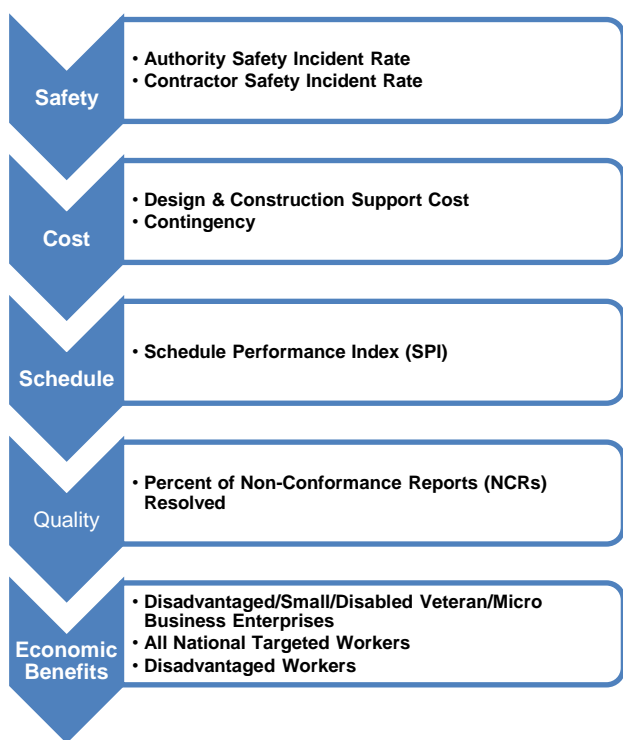 Safety
• Authority Safety Incident Rate
• Contractor Safety Incident Rate
Cost
• Design & Construction Support Cost
• Contingency
Schedule
• Schedule Performance Index (SPI)
Quality
• Percent of Non-Conformance Reports (NCRs)
Resolved
Economic
Benefits
• Disadvantaged/Small/Disabled Veteran/Micro
Business Enterprises
• All National Targeted Workers
• Disadvantaged Workers